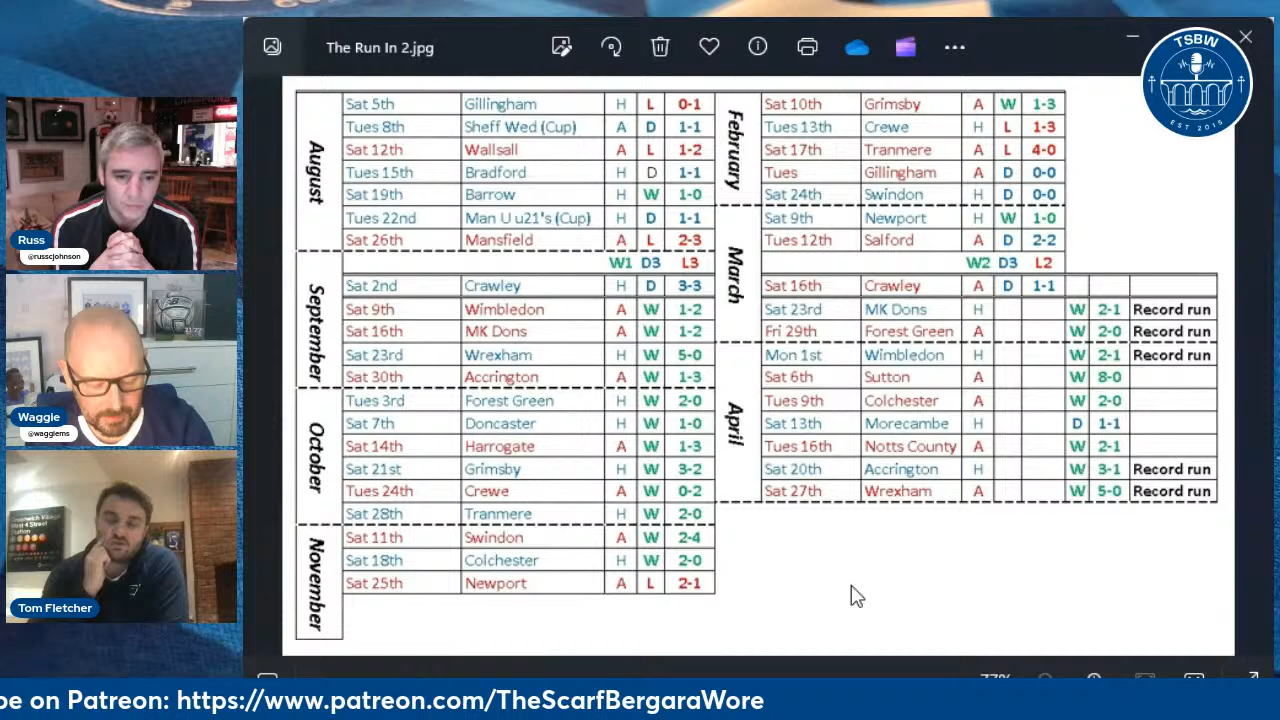 The Run In 2.jpg
TSBW
EST 2015
August
Sat 5th Gillingham H L 0-1
Tues 8th Sheff Wed (Cup) A D 1-1
Sat 12th Wallsall A L 1-2
Tues 15th Bradford H D 1-1
Sat 19th Barrow H W 1-0
Tues 22nd Man U u21's (Cup) H D 1-1
Sat 26th Mansfield A L 2-3
W1 D3 L3
September
Sat 2nd Crawley H D 3-3
Sat 9th Wimbledon A W 1-2
Sat 16th MK Dons A W 1-2
Sat 23rd Wrexham H W 5-0
Sat 30th Accrington A W 1-3
October
Tues 3rd Forest Green H W 2-0
Sat 7th Doncaster H W 1-0
Sat 14th Harrogate A W 1-3
Sat 21st Grimsby H W 3-2
Tues 24th Crewe A W 0-2
Sat 28th Tranmere H W 2-0
November
Sat 11th Swindon A W 2-4
Sat 18th Colchester H W 2-0
Sat 25th Newport A L 2-1
February
Sat 10th Grimsby A W 1-3
Tues 13th Crewe H L 1-3
Sat 17th Tranmere A L 4-0
Tues Gillingham A D 0-0
Sat 24th Swindon H D 0-0
March
Sat 9th Newport H W 1-0
Tues 12th Salford A D 2-2
W2 D3 L2
Sat 16th Crawley A D 1-1
Sat 23rd MK Dons H W 2-1 Record run
Fri 29th Forest Green A W 2-0 Record run
April
Mon 1st Wimbledon H W 2-1 Record run
Sat 6th Sutton A W 8-0
Tues 9th Colchester A W 2-0
Sat 13th Morecambe H D 1-1
Tues 16th Notts County A W 2-1
Sat 20th Accrington H W 3-1 Record run
Sat 27th Wrexham A W 5-0 Record run
Russ
@russcjohnson
Waggie
@waggiems
Tom Fletcher
be on Patreon: https://www.patreon.com/TheScarfBergaraWore